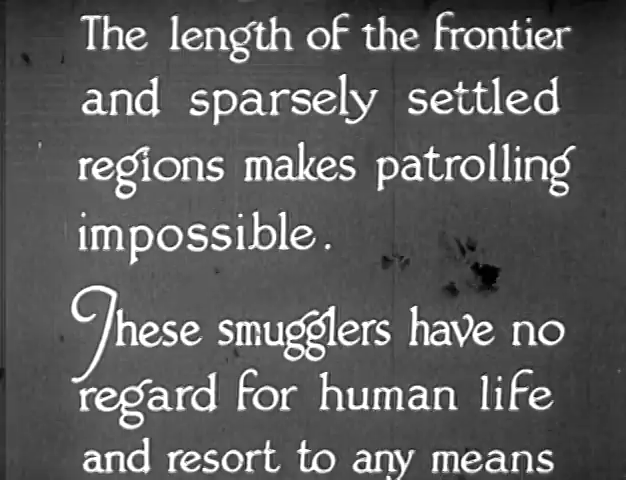 The length of the frontier
and sparsely settled
regions makes patrolling
impossible.
These smugglers have no
regard for human life
and resort to any means